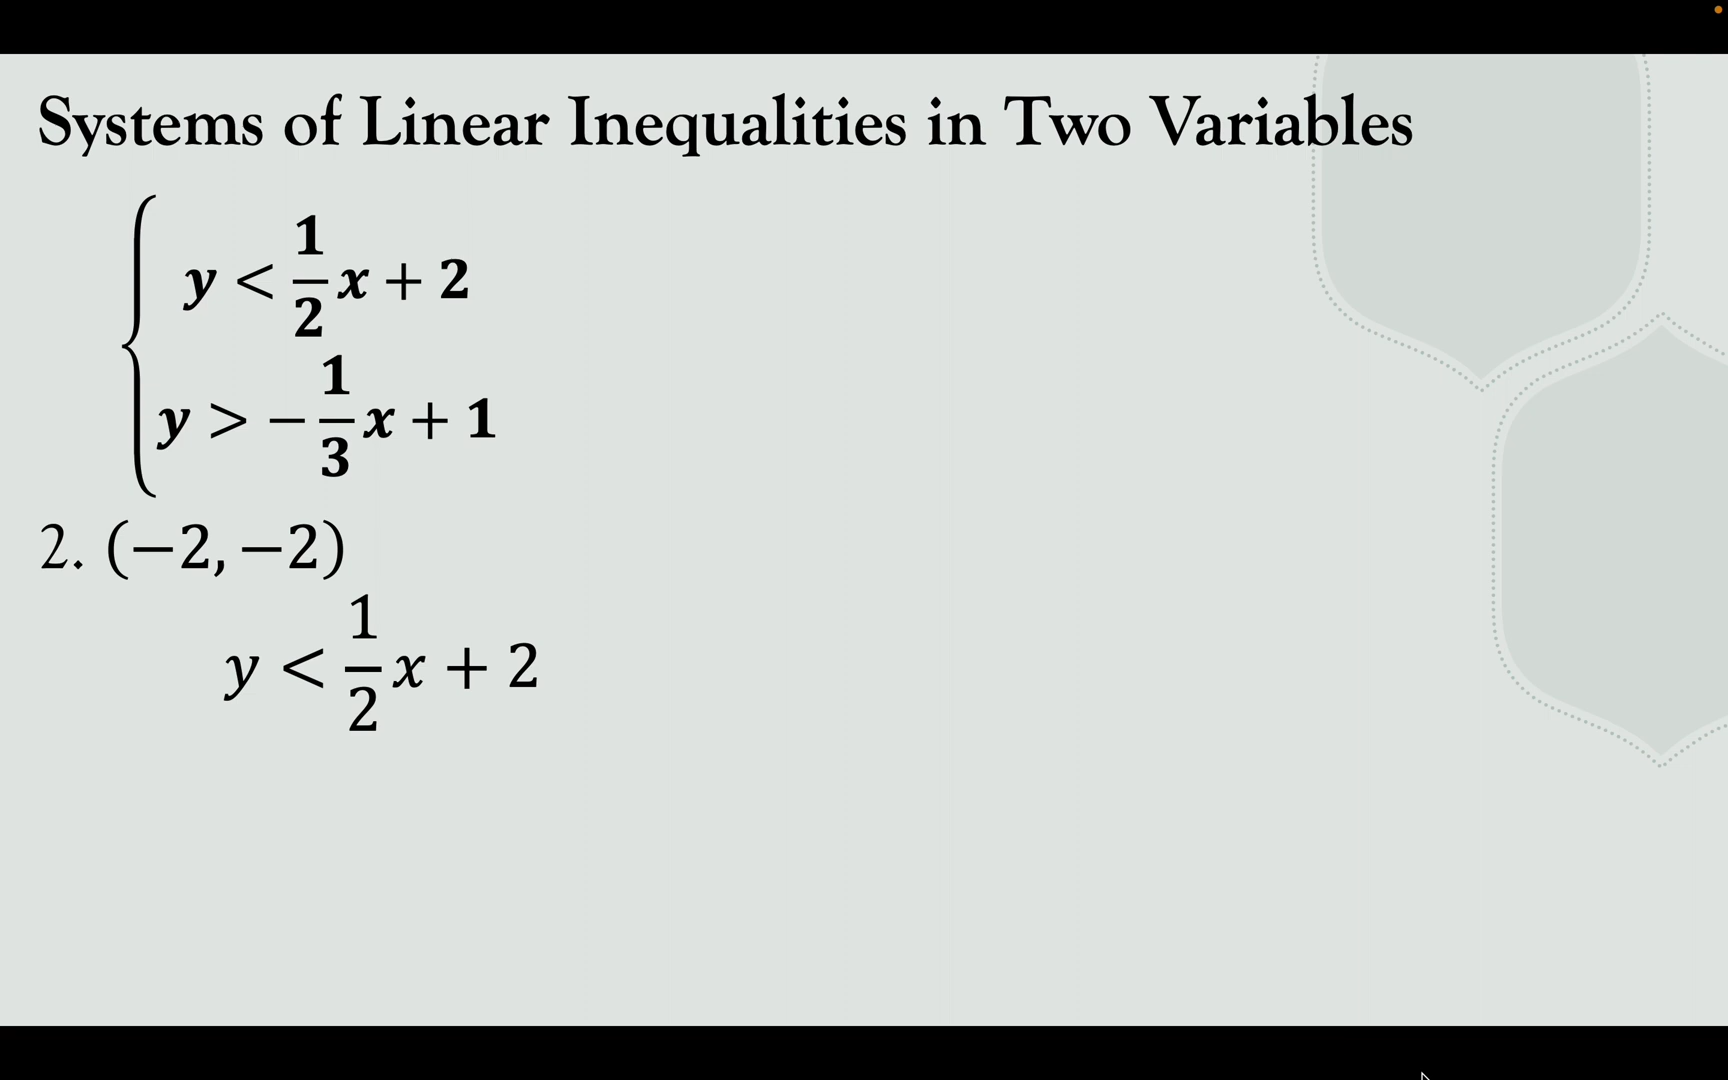 Systems of Linear Inequalities in Two Variables
y < 1/2 x + 2
y > −1/3 x + 1
2. (−2, −2)
y < 1/2 x + 2